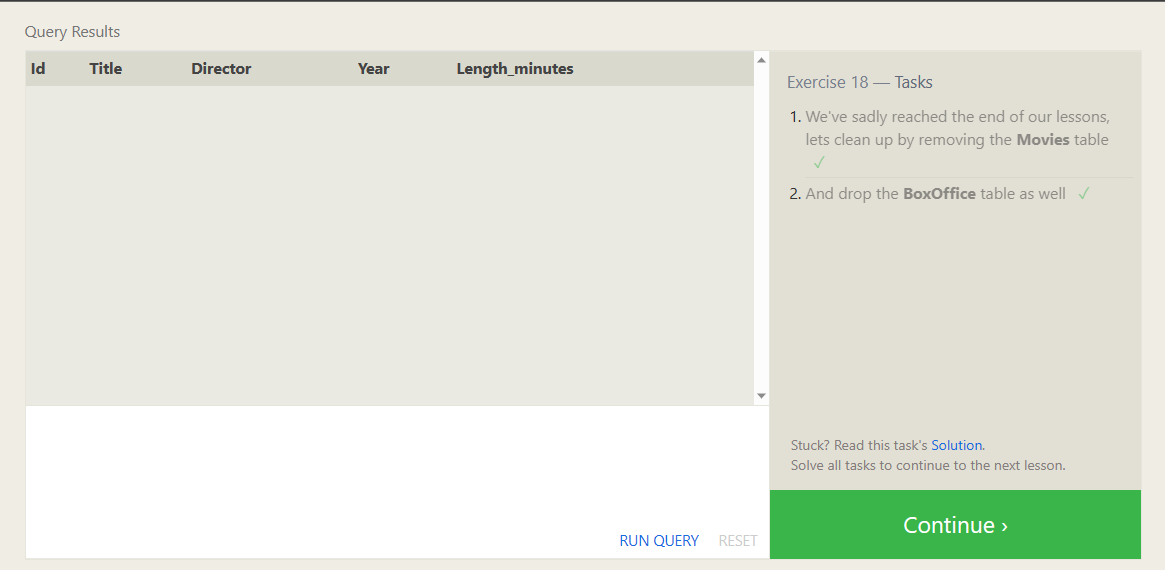 Query Results
Id Title Director Year Length_minutes
Exercise 18 — Tasks
1. We've sadly reached the end of our lessons,
lets clean up by removing the Movies table
✓
2. And drop the BoxOffice table as well ✓
Stuck? Read this task's Solution.
Solve all tasks to continue to the next lesson.
RUN QUERY RESET
Continue ›